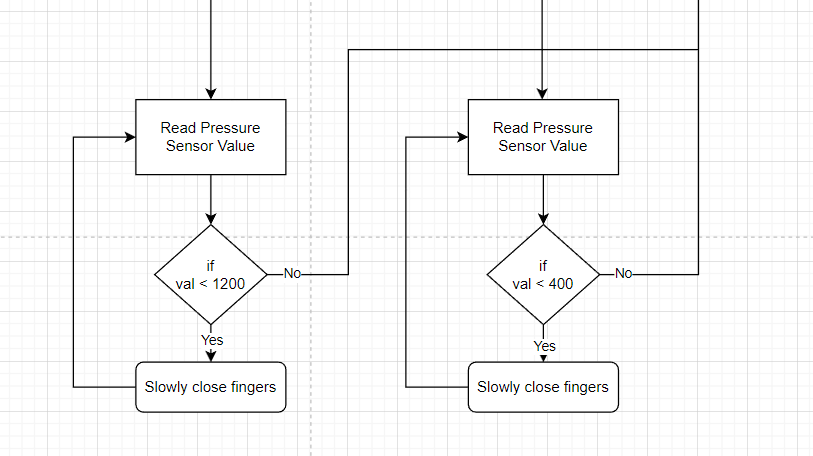 Read Pressure
Sensor Value
Read Pressure
Sensor Value
if
val < 1200
No
if
val < 400
No
Yes
Yes
Slowly close fingers
Slowly close fingers